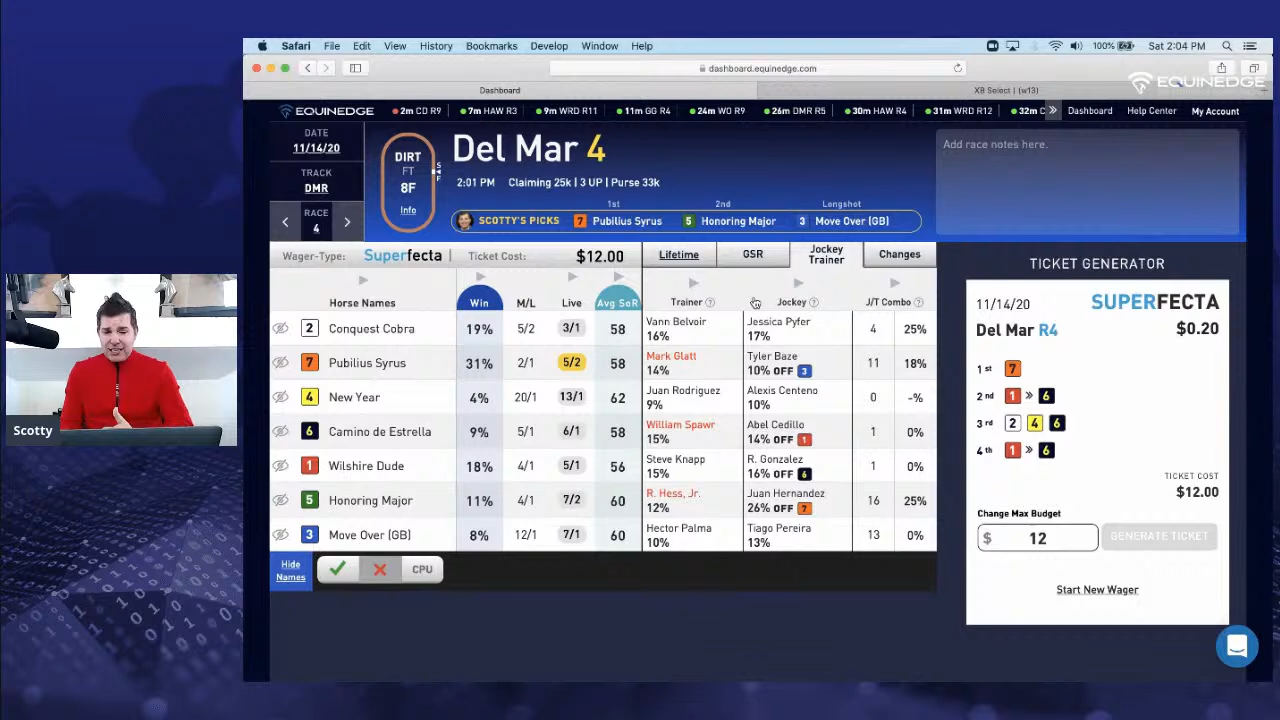 Safari File Edit View History Bookmarks Develop Window Help 100% Sat 2:04 PM
dashboard.equinedge.com
EQUINEDGE
Dashboard XB Select | (w13)
EQUINEDGE 2m CD R9 7m HAW R3 9m WRD R11 11m GG R4 24m WO R9 26m DMR R5 30m HAW R4 31m WRD R12 32m C » Dashboard Help Center My Account
DATE
11/14/20
TRACK
DMR
RACE
4
DIRT
FT
8F
Info
S
F
Del Mar 4
2:01 PM Claiming 25k | 3 UP | Purse 33k
1st 2nd Longshot
SCOTTY'S PICKS 7 Pubilius Syrus 5 Honoring Major 3 Move Over (GB)
Add race notes here.
Wager-Type: Superfecta Ticket Cost: $12.00 Lifetime GSR Jockey Trainer Changes
Horse Names Win M/L Live Avg SoR Trainer ? Jockey ? J/T Combo ?
2 Conquest Cobra 19% 5/2 3/1 58 Vann Belvoir 16% Jessica Pyfer 17% 4 25%
7 Pubilius Syrus 31% 2/1 5/2 58 Mark Glatt 14% Tyler Baze 10% OFF 3 11 18%
4 New Year 4% 20/1 13/1 62 Juan Rodriguez 9% Alexis Centeno 10% 0 -%
6 Camino de Estrella 9% 5/1 6/1 58 William Spawr 15% Abel Cedillo 14% OFF 1 1 0%
1 Wilshire Dude 18% 4/1 5/1 56 Steve Knapp 15% R. Gonzalez 16% OFF 6 1 0%
5 Honoring Major 11% 4/1 7/2 60 R. Hess, Jr. 12% Juan Hernandez 26% OFF 7 16 25%
3 Move Over (GB) 8% 12/1 7/1 60 Hector Palma 10% Tiago Pereira 13% 13 0%
Hide
Names
CPU
TICKET GENERATOR
11/14/20 SUPERFECTA
Del Mar R4 $0.20
1st 7
2nd 1 » 6
3rd 2 4 6
4th 1 » 6
TICKET COST
$12.00
Change Max Budget
$ 12 GENERATE TICKET
Start New Wager
Scotty